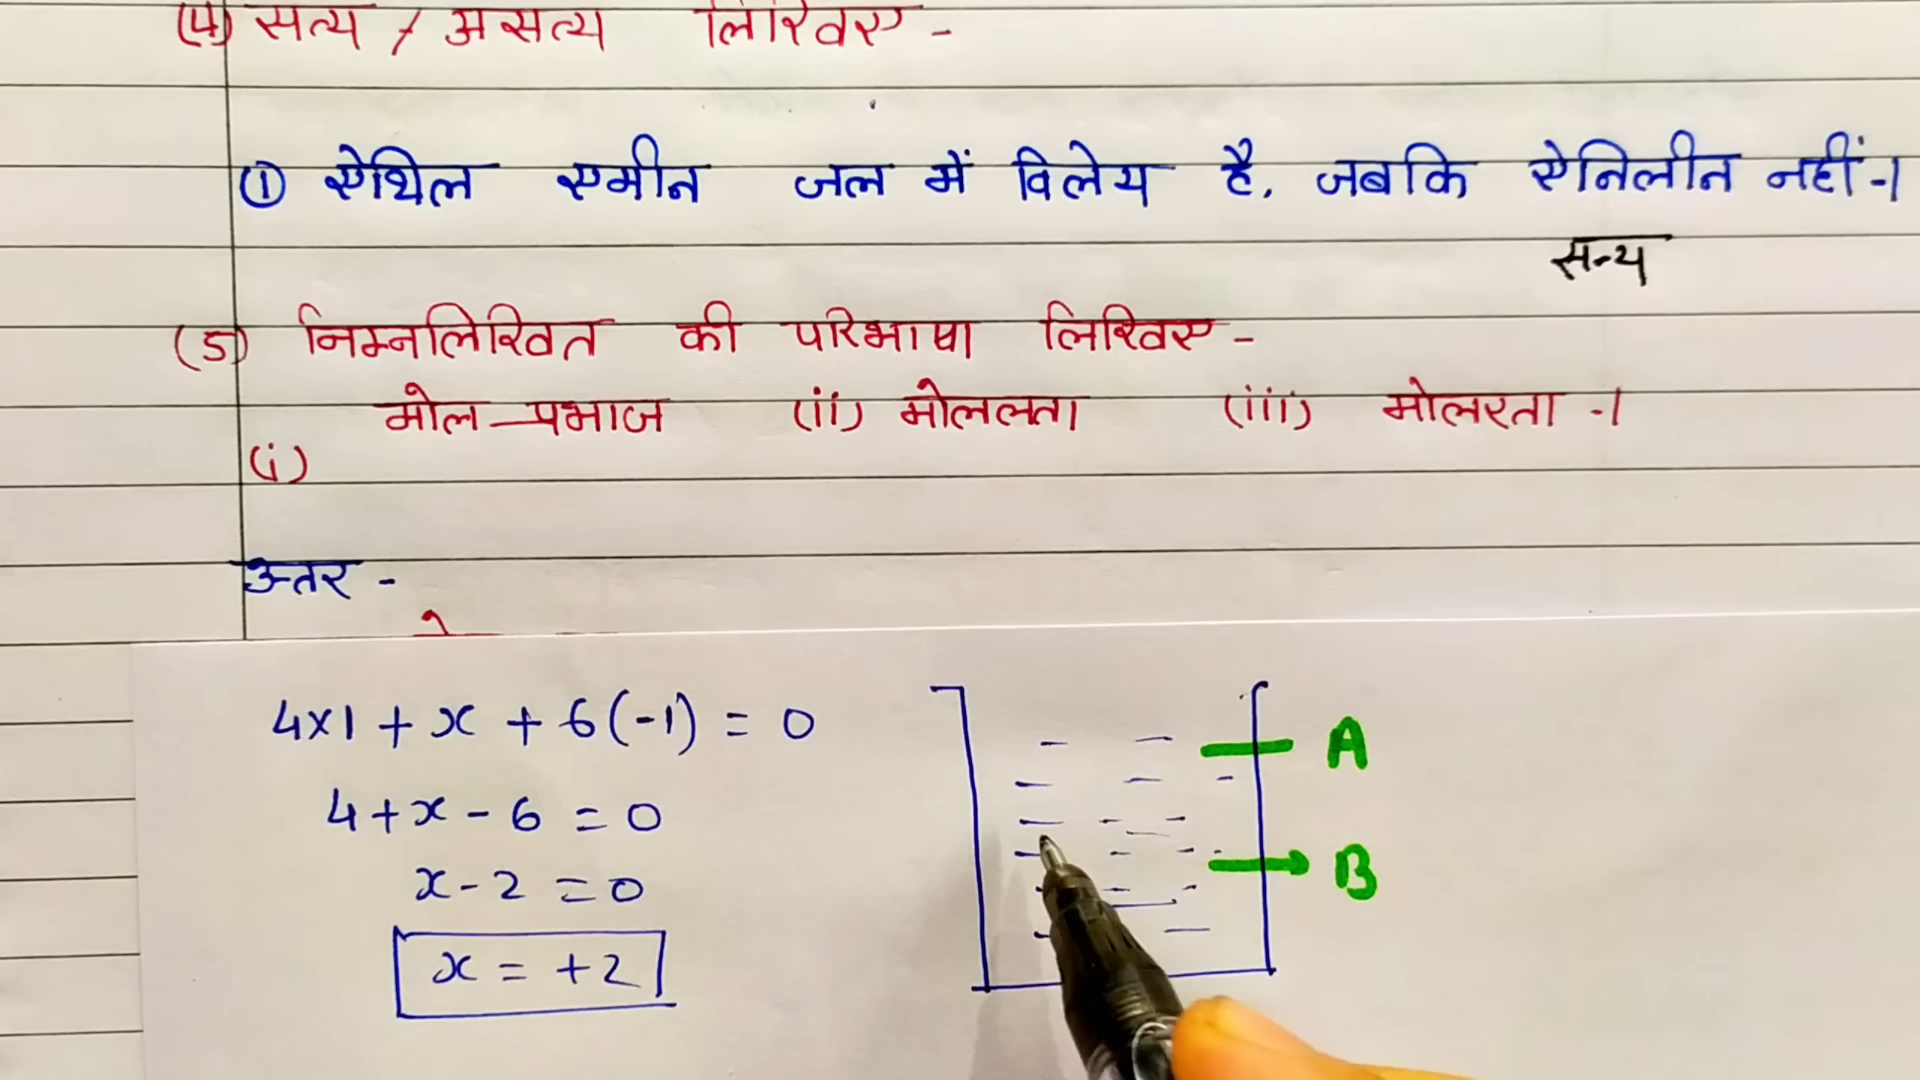 (4) सत्य / असत्य लिखिए -
① एथिल एमीन जल में विलेय है, जबकि ऐनिलीन नहीं-।
सत्य
(5) निम्नलिखित की परिभाषा लिखिए -
मोल-प्रभाज (ii) मोललता (iii) मोलरता -।
(i)
उत्तर -
4×1 + x + 6(-1) = 0
4 + x - 6 = 0
x - 2 = 0
x = +2
A
B